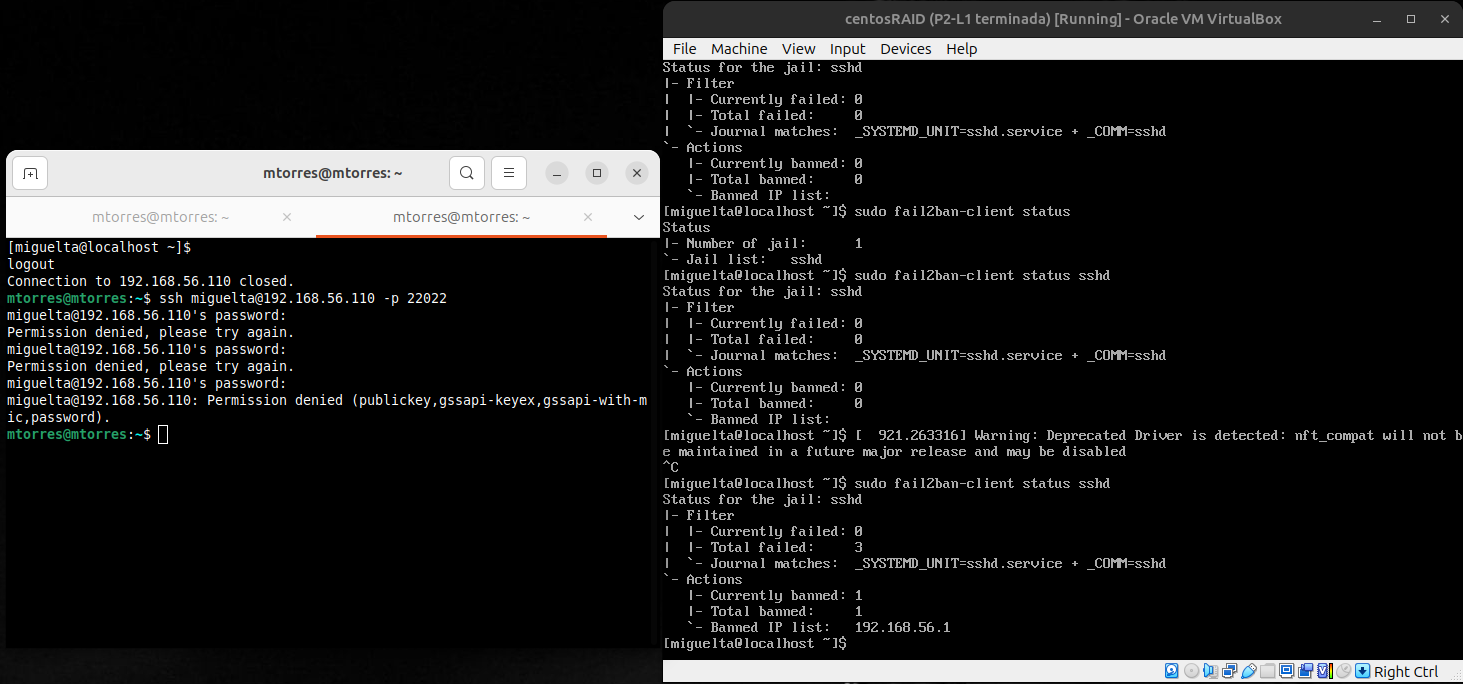 centosRAID (P2-L1 terminada) [Running] - Oracle VM VirtualBox
File Machine View Input Devices Help
Status for the jail: sshd
|- Filter
|  |- Currently failed: 0
|  |- Total failed:     0
|  `- Journal matches:  _SYSTEMD_UNIT=sshd.service + _COMM=sshd
`- Actions
   |- Currently banned: 0
   |- Total banned:     0
   `- Banned IP list:
[miguelta@localhost ~]$ sudo fail2ban-client status
Status
|- Number of jail:      1
`- Jail list:   sshd
[miguelta@localhost ~]$ sudo fail2ban-client status sshd
Status for the jail: sshd
|- Filter
|  |- Currently failed: 0
|  |- Total failed:     0
|  `- Journal matches:  _SYSTEMD_UNIT=sshd.service + _COMM=sshd
`- Actions
   |- Currently banned: 0
   |- Total banned:     0
   `- Banned IP list:
[miguelta@localhost ~]$ [  921.263316] Warning: Deprecated Driver is detected: nft_compat will not b
e maintained in a future major release and may be disabled
^C
[miguelta@localhost ~]$ sudo fail2ban-client status sshd
Status for the jail: sshd
|- Filter
|  |- Currently failed: 0
|  |- Total failed:     3
|  `- Journal matches:  _SYSTEMD_UNIT=sshd.service + _COMM=sshd
`- Actions
   |- Currently banned: 1
   |- Total banned:     1
   `- Banned IP list:   192.168.56.1
[miguelta@localhost ~]$
Right Ctrl
mtorres@mtorres: ~
mtorres@mtorres: ~ mtorres@mtorres: ~
[miguelta@localhost ~]$
logout
Connection to 192.168.56.110 closed.
mtorres@mtorres:~$ ssh miguelta@192.168.56.110 -p 22022
miguelta@192.168.56.110's password:
Permission denied, please try again.
miguelta@192.168.56.110's password:
Permission denied, please try again.
miguelta@192.168.56.110's password:
miguelta@192.168.56.110: Permission denied (publickey,gssapi-keyex,gssapi-with-m
ic,password).
mtorres@mtorres:~$